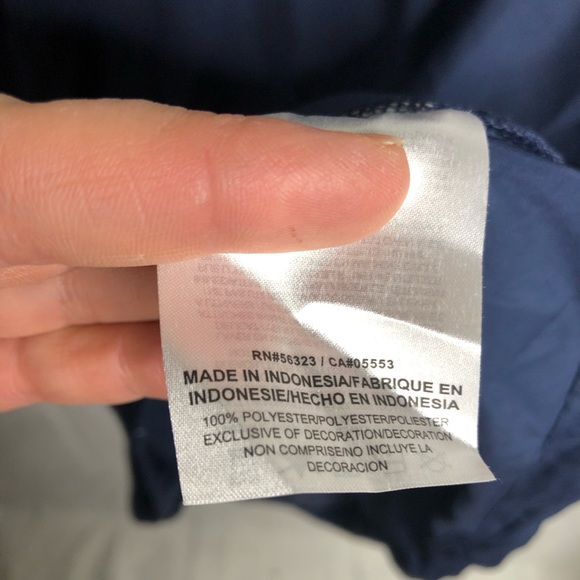 RN#56323 / CA#05553
MADE IN INDONESIA/FABRIQUE EN
INDONESIE/HECHO EN INDONESIA
100% POLYESTER/POLYESTER/POLIESTER
EXCLUSIVE OF DECORATION/DECORATION
NON COMPRISE/NO INCLUYE LA
DECORACION